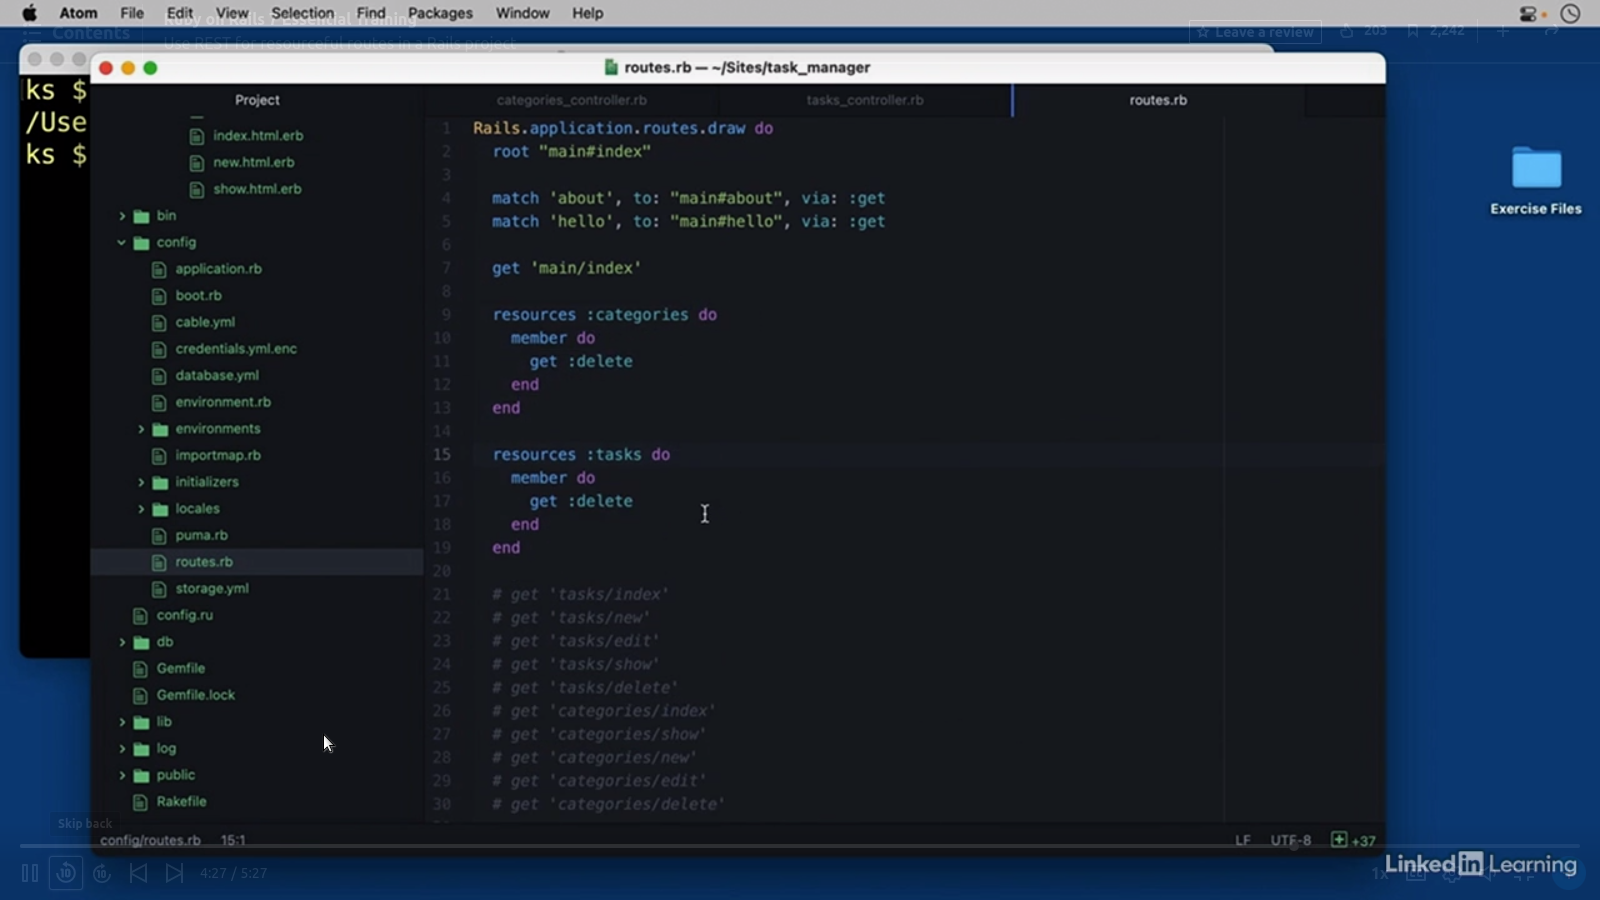 Atom File Edit View Selection Find Packages Window Help
Ruby on Rails 7 Essential Training
Contents
Use REST for resourceful routes in a Rails project
Leave a review 203 2,242
routes.rb — ~/Sites/task_manager
ks $
/Use
ks $
Project
categories_controller.rb tasks_controller.rb routes.rb
index.html.erb
new.html.erb
show.html.erb
bin
config
application.rb
boot.rb
cable.yml
credentials.yml.enc
database.yml
environment.rb
environments
importmap.rb
initializers
locales
puma.rb
routes.rb
storage.yml
config.ru
db
Gemfile
Gemfile.lock
lib
log
public
Rakefile
1 Rails.application.routes.draw do
2 root "main#index"
3
4 match 'about', to: "main#about", via: :get
5 match 'hello', to: "main#hello", via: :get
6
7 get 'main/index'
8
9 resources :categories do
10 member do
11 get :delete
12 end
13 end
14
15 resources :tasks do
16 member do
17 get :delete
18 end
19 end
20
21 # get 'tasks/index'
22 # get 'tasks/new'
23 # get 'tasks/edit'
24 # get 'tasks/show'
25 # get 'tasks/delete'
26 # get 'categories/index'
27 # get 'categories/show'
28 # get 'categories/new'
29 # get 'categories/edit'
30 # get 'categories/delete'
Exercise Files
Skip back
config/routes.rb 15:1
LF UTF-8 +37
10 10 4:27 / 5:27
1x
LinkedIn Learning